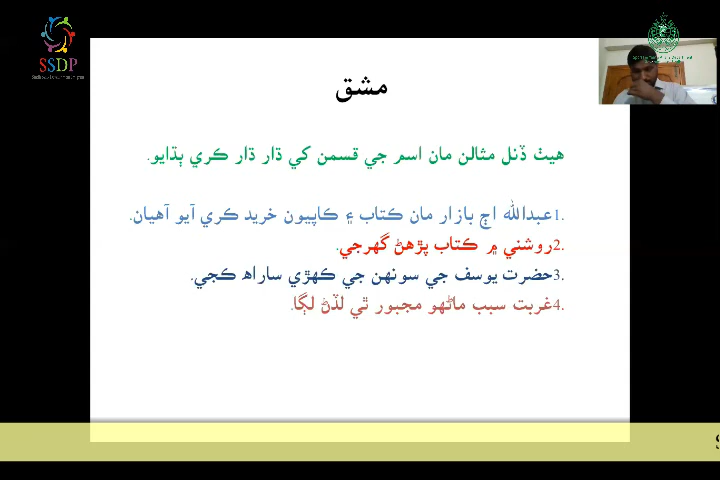 SSDP
مشق
هيٺ ڏنل مثالن مان اسم جي قسمن کي ڌار ڌار ڪري ٻڌايو.
1.عبدالله اڄ بازار مان ڪتاب ۽ ڪاپيون خريد ڪري آيو آهيان.
2.روشني ۾ ڪتاب پڙهڻ گهرجي.
3.حضرت يوسف جي سونهن جي ڪهڙي ساراھ ڪجي.
4.غربت سبب ماڻهو مجبور ٿي لڏڻ لڳا.